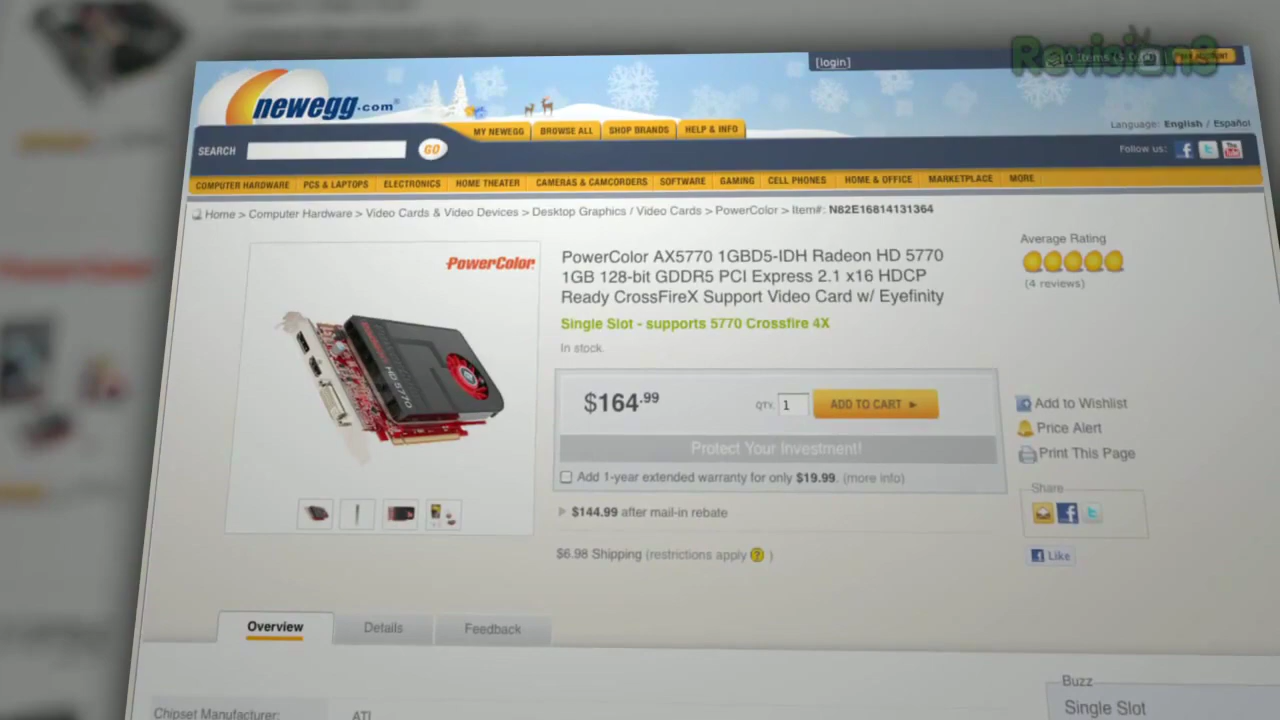 Revision3
[login]
0 Items ($ 0.00)
newegg.com
MY NEWEGG BROWSE ALL SHOP BRANDS HELP & INFO
Language: English / Español
SEARCH GO
Follow us:
COMPUTER HARDWARE PCS & LAPTOPS ELECTRONICS HOME THEATER CAMERAS & CAMCORDERS SOFTWARE GAMING CELL PHONES HOME & OFFICE MARKETPLACE MORE
Home > Computer Hardware > Video Cards & Video Devices > Desktop Graphics / Video Cards > PowerColor > Item#: N82E16814131364
PowerColor
HD 5770
PowerColor AX5770 1GBD5-IDH Radeon HD 5770
1GB 128-bit GDDR5 PCI Express 2.1 x16 HDCP
Ready CrossFireX Support Video Card w/ Eyefinity
Single Slot - supports 5770 Crossfire 4X
In stock.
Average Rating
(4 reviews)
$164.99
QTY. 1 ADD TO CART
Protect Your Investment!
Add 1-year extended warranty for only $19.99. (more info)
$144.99 after mail-in rebate
$6.98 Shipping (restrictions apply ? )
Add to Wishlist
Price Alert
Print This Page
Share
Like
Overview Details Feedback
Chipset Manufacturer: ATI
Buzz
Single Slot